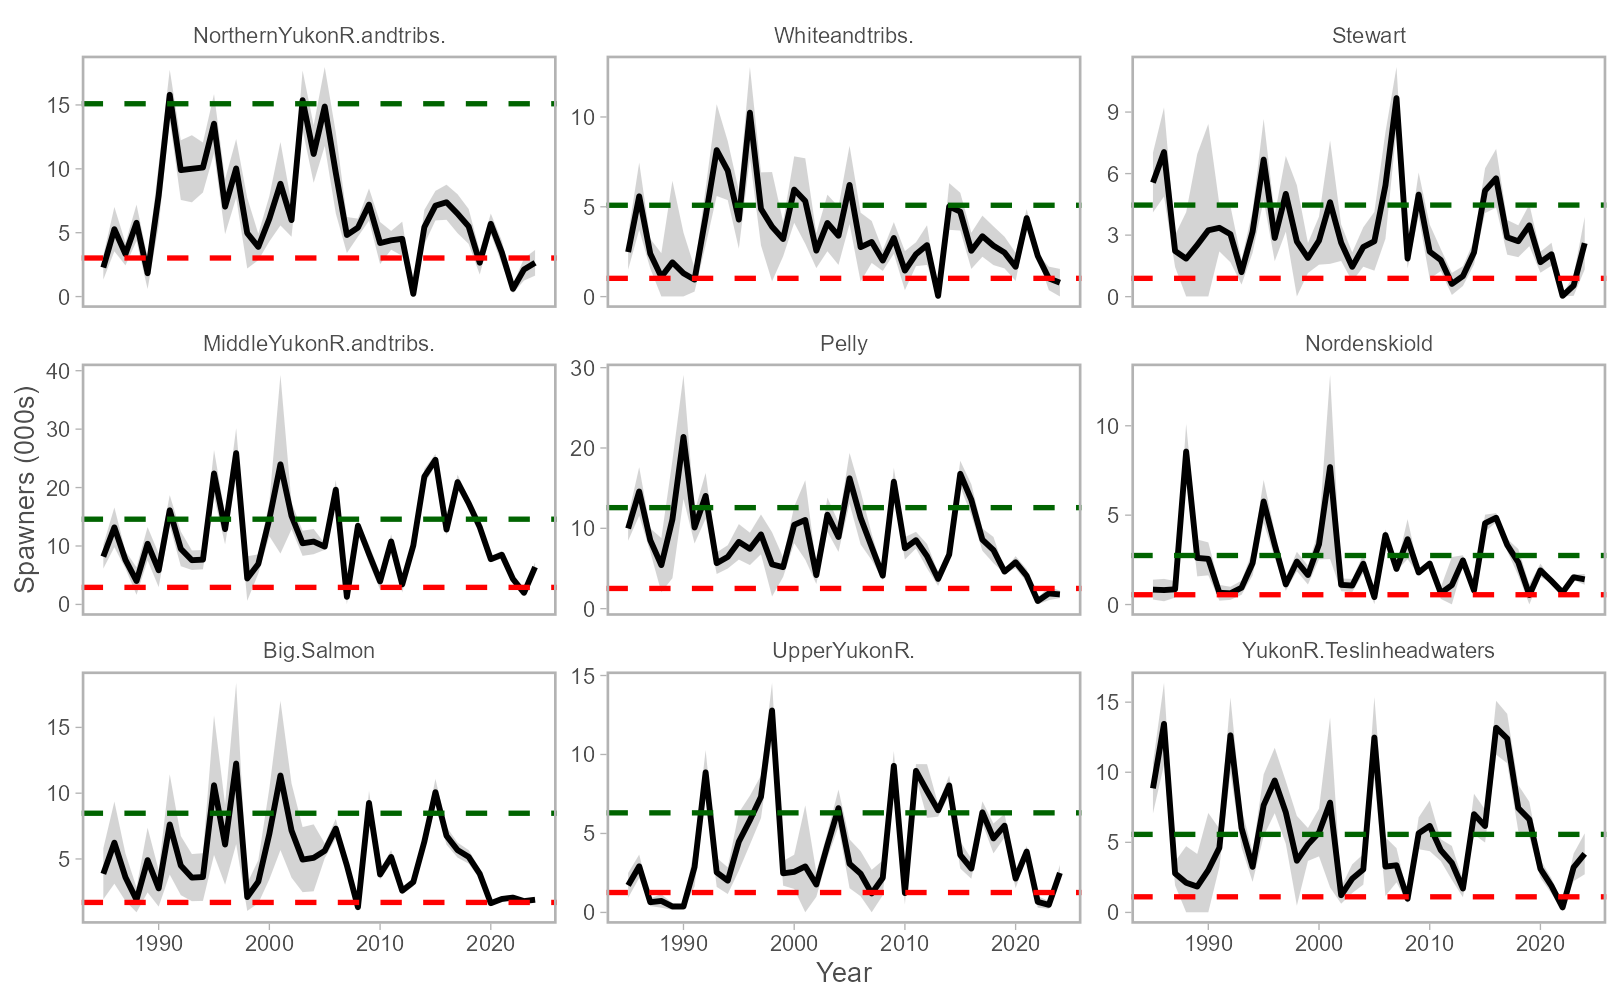 NorthernYukonR.andtribs.
Whiteandtribs.
Stewart
15
10
5
0
10
5
0
9
6
3
0
MiddleYukonR.andtribs.
Pelly
Nordenskiold
40
30
20
10
0
30
20
10
0
10
5
0
Spawners (000s)
Big.Salmon
UpperYukonR.
YukonR.Teslinheadwaters
15
10
5
15
10
5
0
15
10
5
0
1990 2000 2010 2020
1990 2000 2010 2020
1990 2000 2010 2020
Year